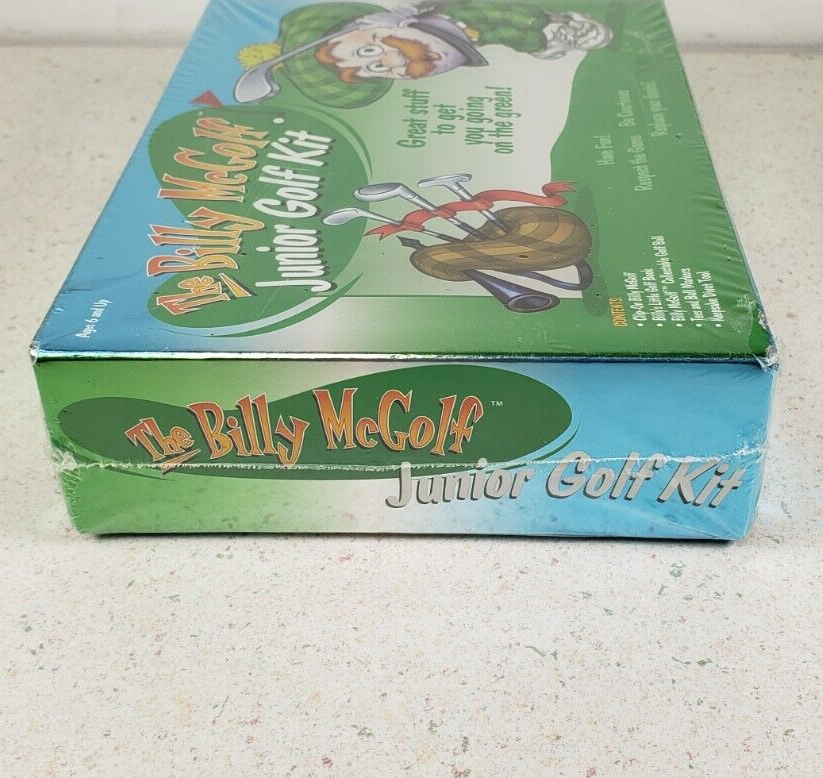 The Billy McGolf™
Junior Golf Kit
Great stuff
to get
you going
on the green!
Have Fun!
Be Courteous
Respect the Game
Replace your divots!
Ages 6 and Up
CONTENTS:
• Clip-On Billy McGolf
• Billy's Little Golf Book
• Billy McGolf™ Collectable Golf Ball
• Tees and Ball Markers
• Keepsake Divot Tool
The Billy McGolf™
Junior Golf Kit